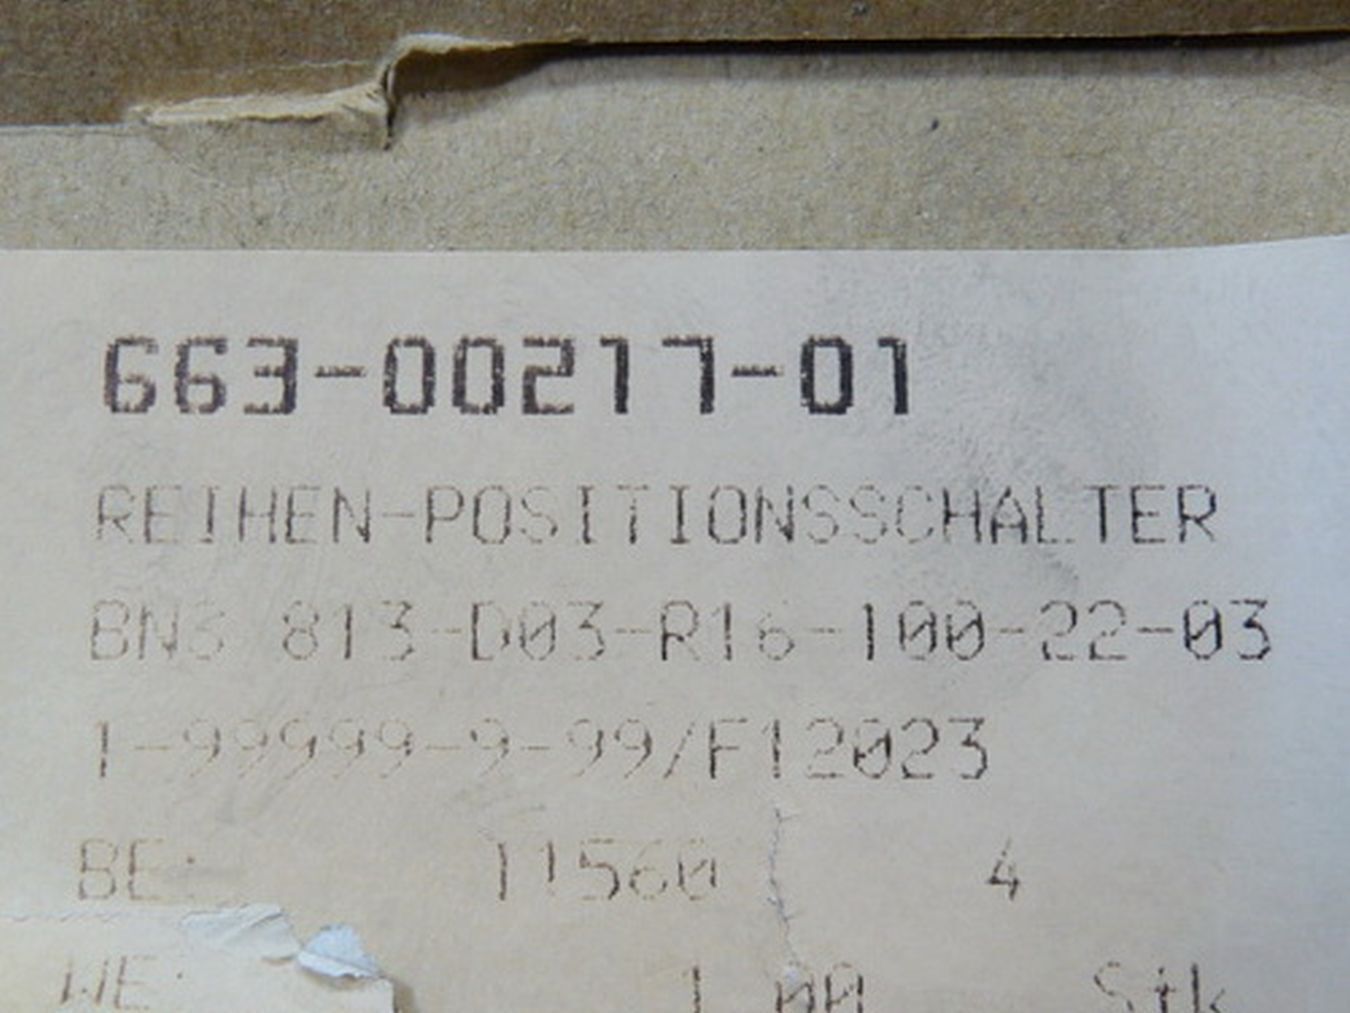 663-00217-01
REIHEN-POSITIONSSCHALTER
BNS 813-D03-R16-100-22-03
1-99999-9-99/F12023
BE: 11560 4
WE: 1.00 Stk